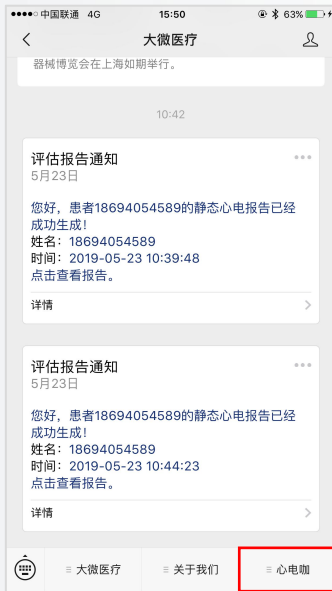 中国联通 4G 15:50 63%
大微医疗
器械博览会在上海如期举行。
10:42
评估报告通知
5月23日
您好，患者18694054589的静态心电报告已经
成功生成！
姓名：18694054589
时间：2019-05-23 10:39:48
点击查看报告。
详情
评估报告通知
5月23日
您好，患者18694054589的静态心电报告已经
成功生成！
姓名：18694054589
时间：2019-05-23 10:44:23
点击查看报告。
详情
大微医疗 关于我们 心电咖